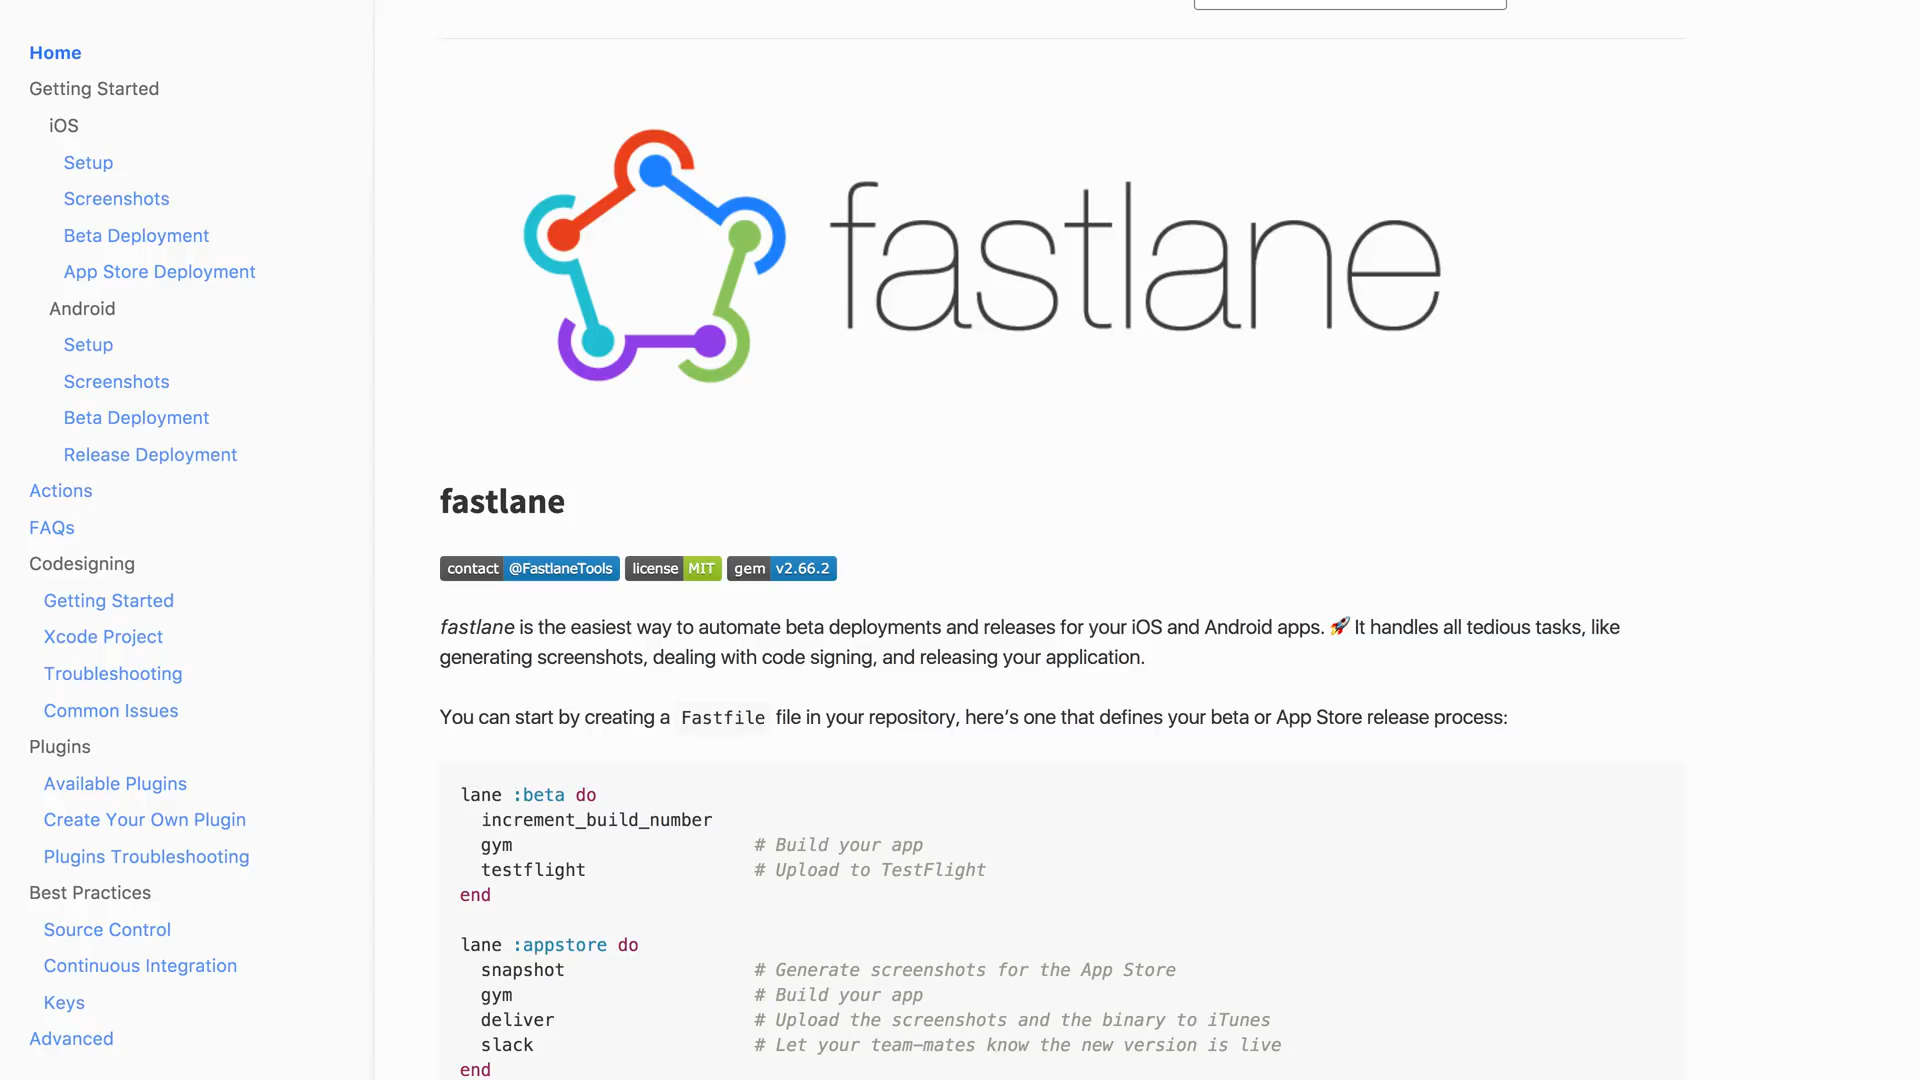 Home
Getting Started
iOS
Setup
Screenshots
Beta Deployment
App Store Deployment
Android
Setup
Screenshots
Beta Deployment
Release Deployment
Actions
FAQs
Codesigning
Getting Started
Xcode Project
Troubleshooting
Common Issues
Plugins
Available Plugins
Create Your Own Plugin
Plugins Troubleshooting
Best Practices
Source Control
Continuous Integration
Keys
Advanced
fastlane
fastlane
contact @FastlaneTools license MIT gem v2.66.2
fastlane is the easiest way to automate beta deployments and releases for your iOS and Android apps. 🚀 It handles all tedious tasks, like
generating screenshots, dealing with code signing, and releasing your application.
You can start by creating a Fastfile file in your repository, here’s one that defines your beta or App Store release process:
lane :beta do
  increment_build_number
  gym                       # Build your app
  testflight                # Upload to TestFlight
end
lane :appstore do
  snapshot                  # Generate screenshots for the App Store
  gym                       # Build your app
  deliver                   # Upload the screenshots and the binary to iTunes
  slack                     # Let your team-mates know the new version is live
end